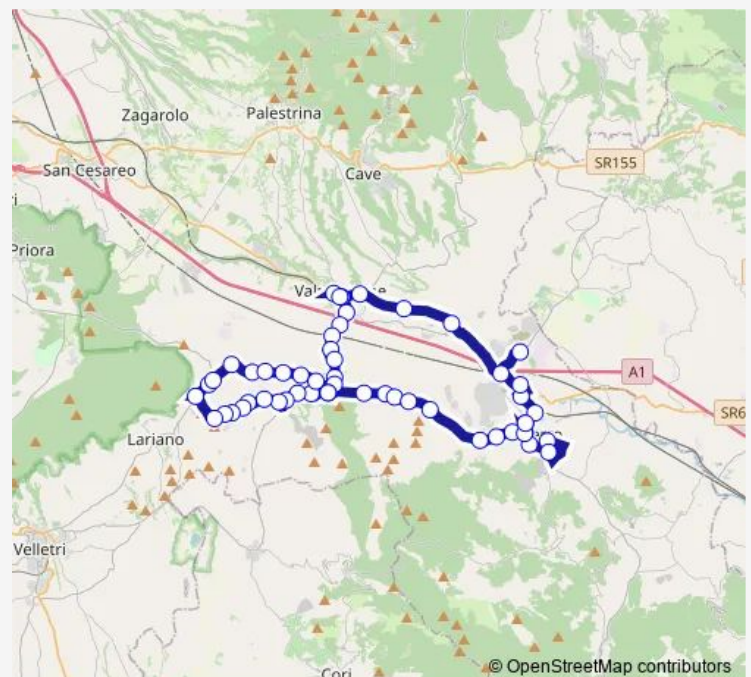 Zagarolo
Palestrina
San Cesareo
Cave
SR155
Priora
A1
SR6
Lariano
Velletri
Cori
© OpenStreetMap contributors